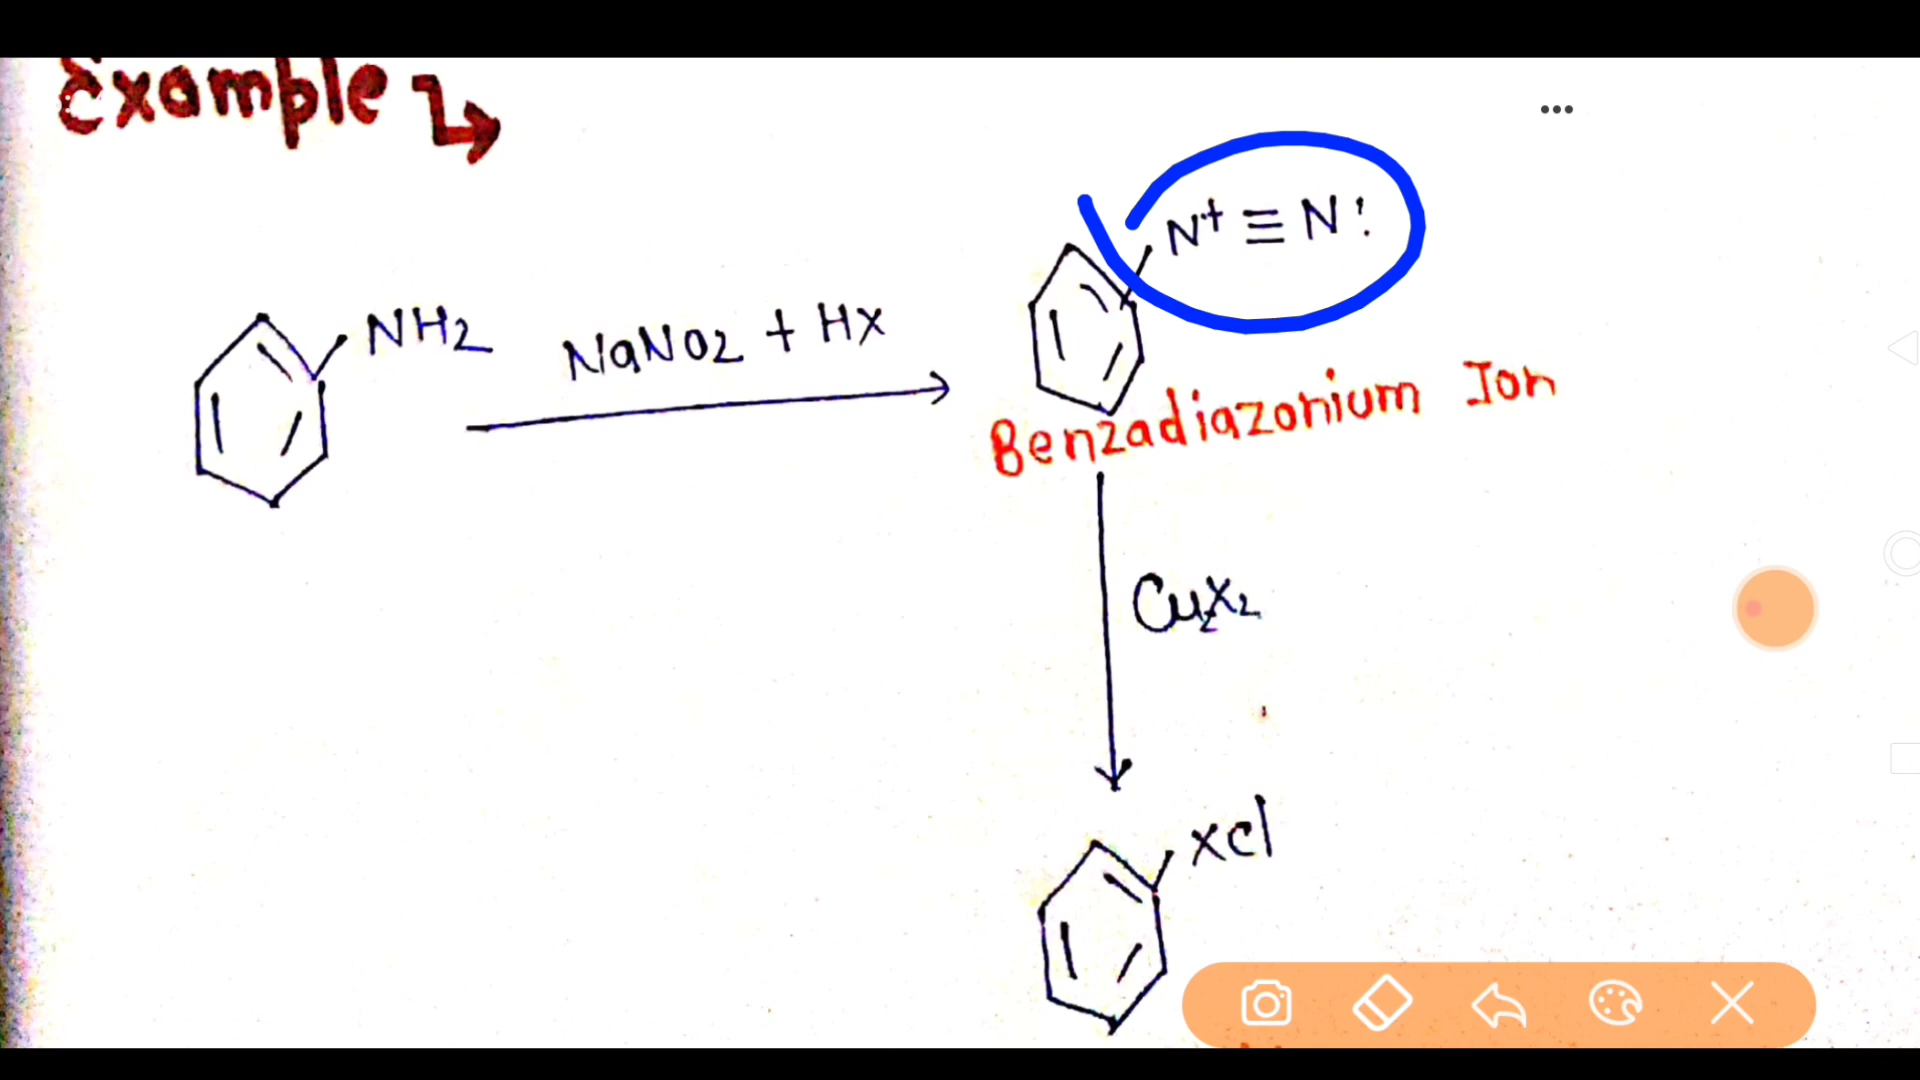 Example
N⁺ ≡ N:
NH2
NaNO2 + HX
Benzadiazonium Ion
Cu2X2
XCl